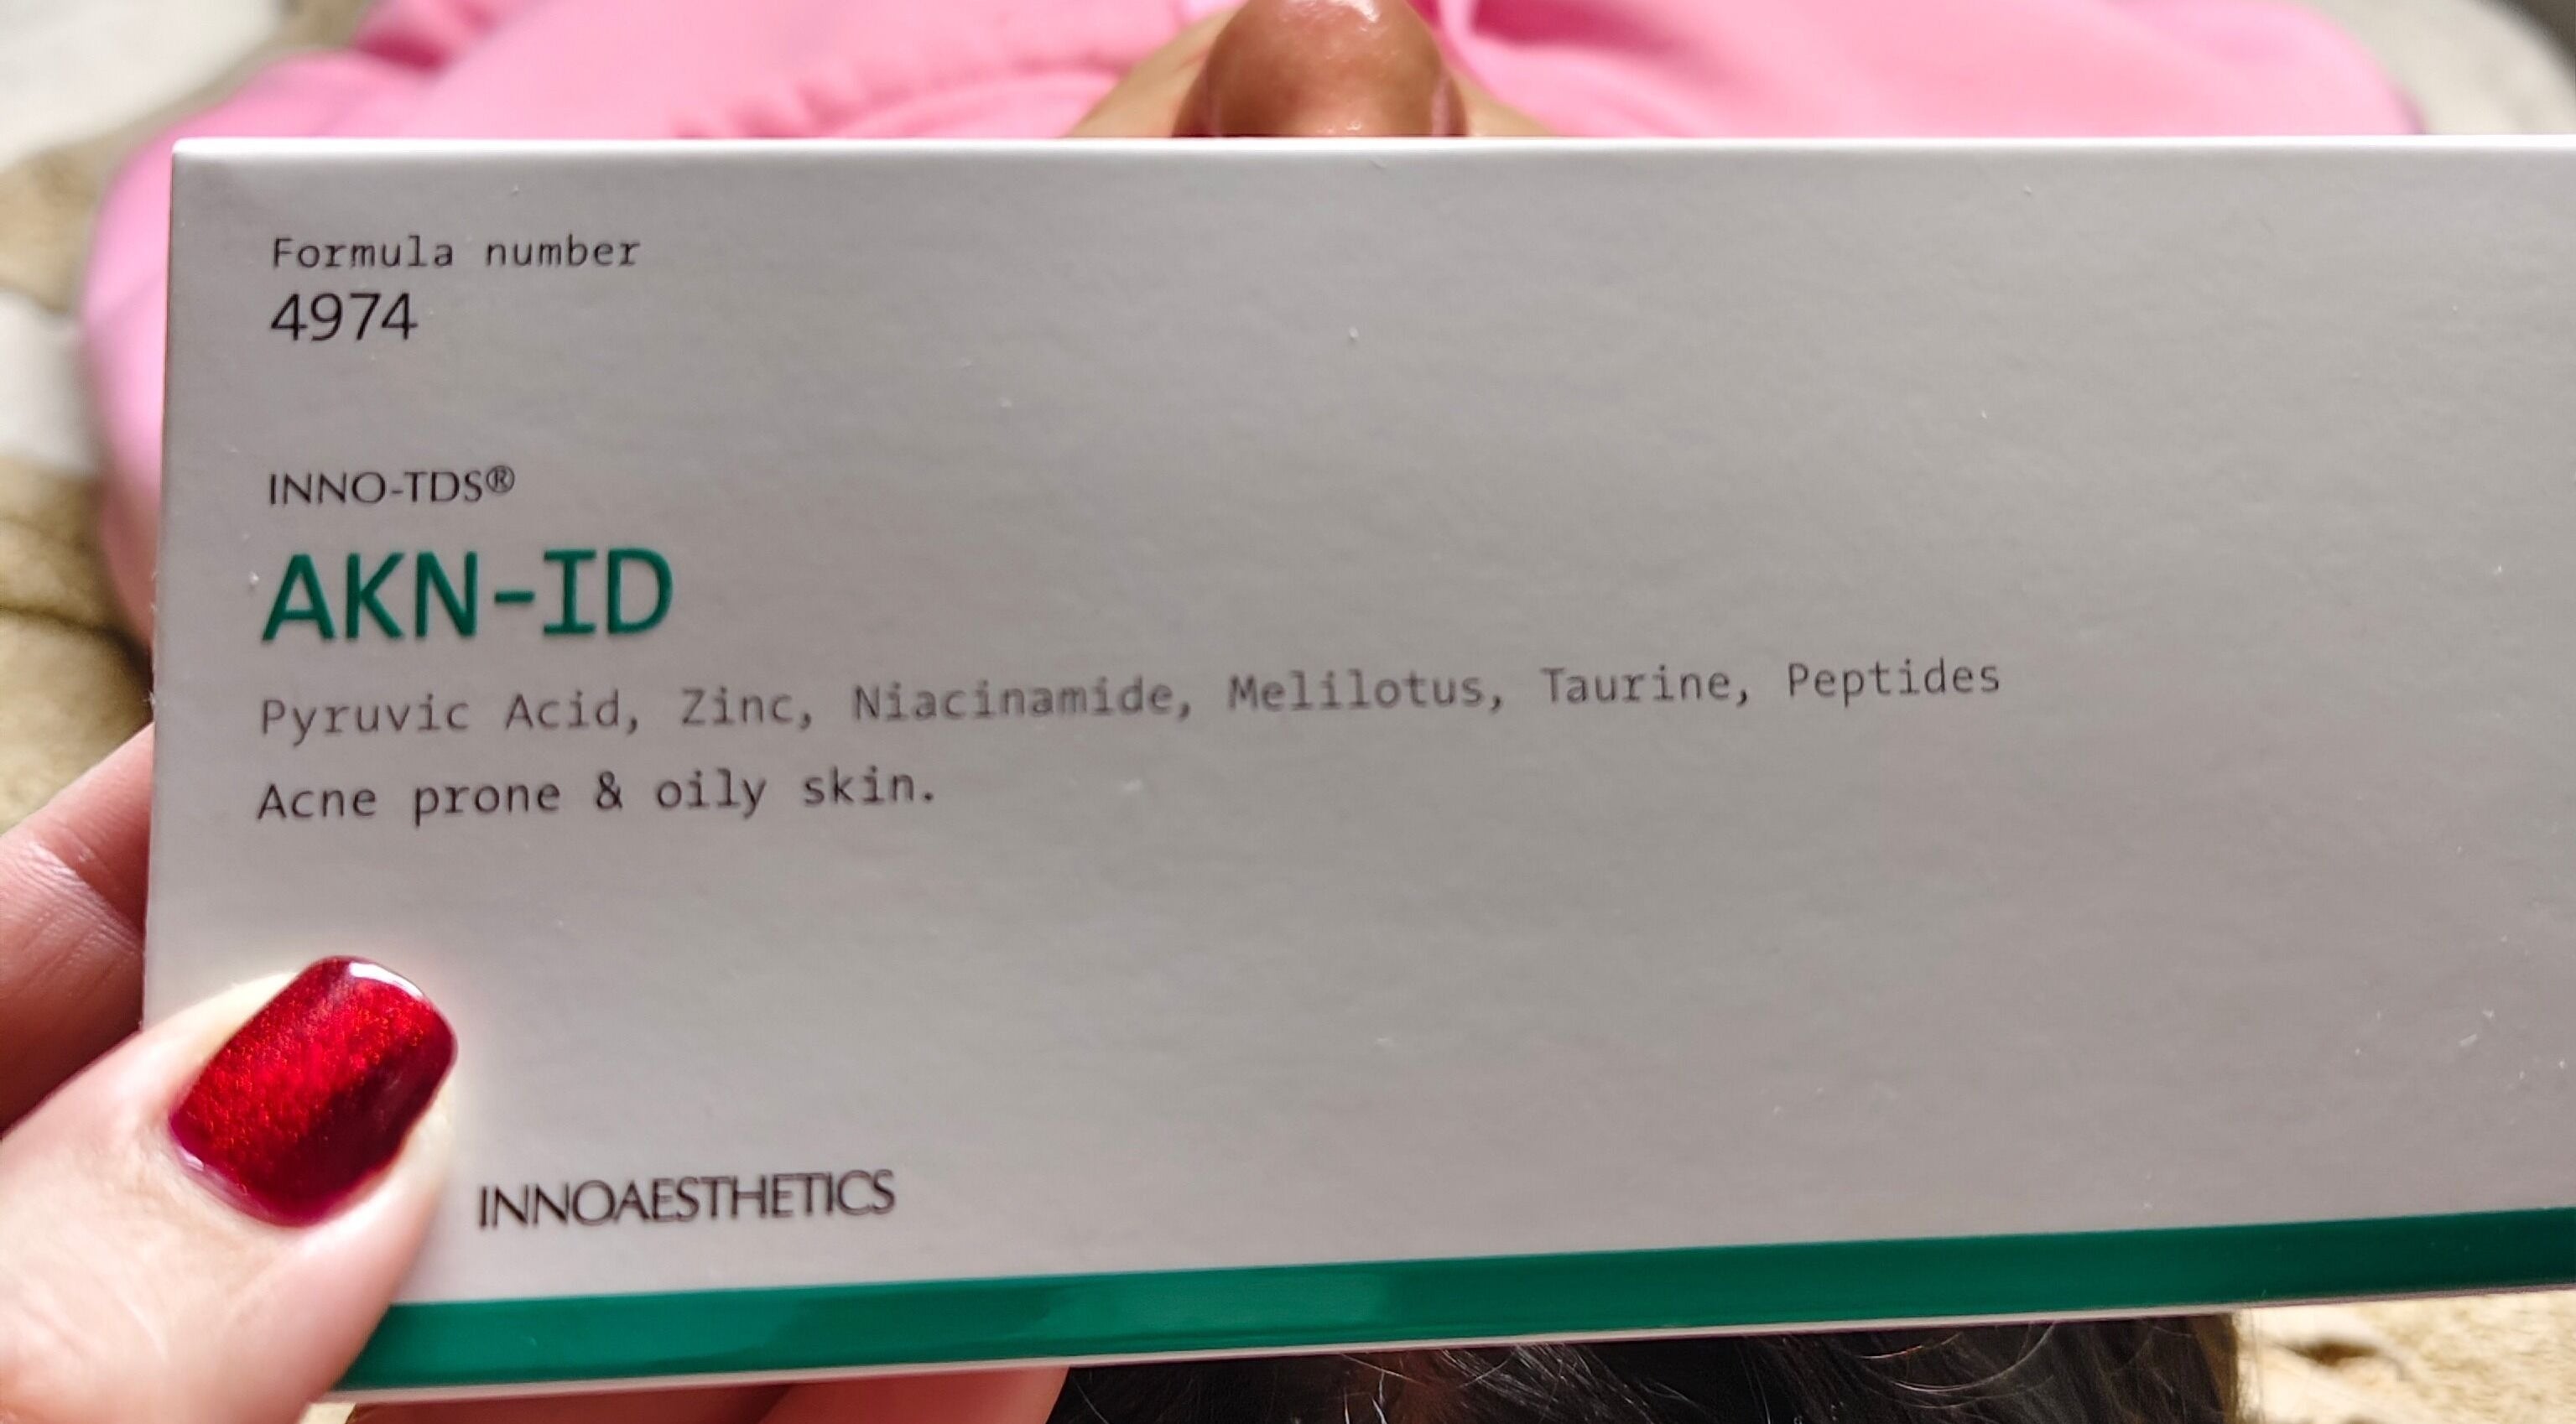 Formula number
4974
INNO-TDS®
AKN-ID
Pyruvic Acid, Zinc, Niacinamide, Melilotus, Taurine, Peptides
Acne prone & oily skin.
INNOAESTHETICS